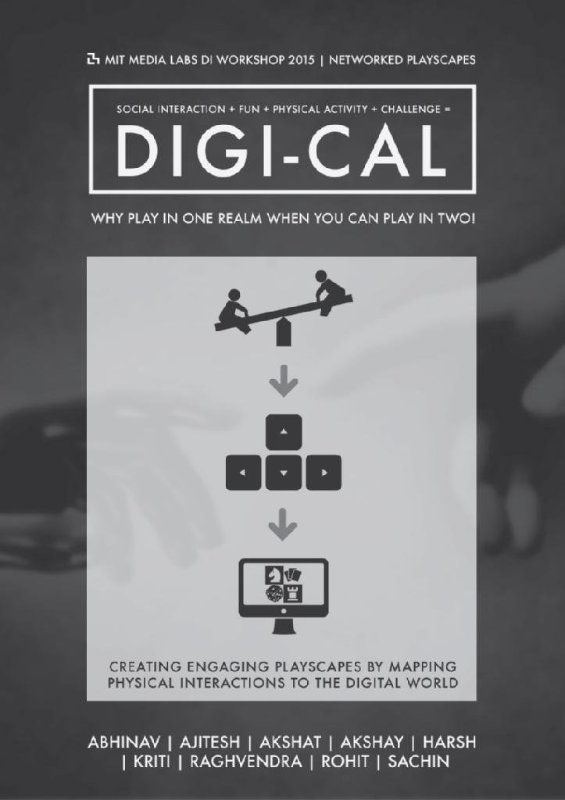 MIT MEDIA LABS DI WORKSHOP 2015 | NETWORKED PLAYSCAPES
SOCIAL INTERACTION + FUN + PHYSICAL ACTIVITY + CHALLENGE =
DIGI-CAL
WHY PLAY IN ONE REALM WHEN YOU CAN PLAY IN TWO!
CREATING ENGAGING PLAYSCAPES BY MAPPING
PHYSICAL INTERACTIONS TO THE DIGITAL WORLD
ABHINAV | AJITESH | AKSHAT | AKSHAY | HARSH
| KRITI | RAGHVENDRA | ROHIT | SACHIN